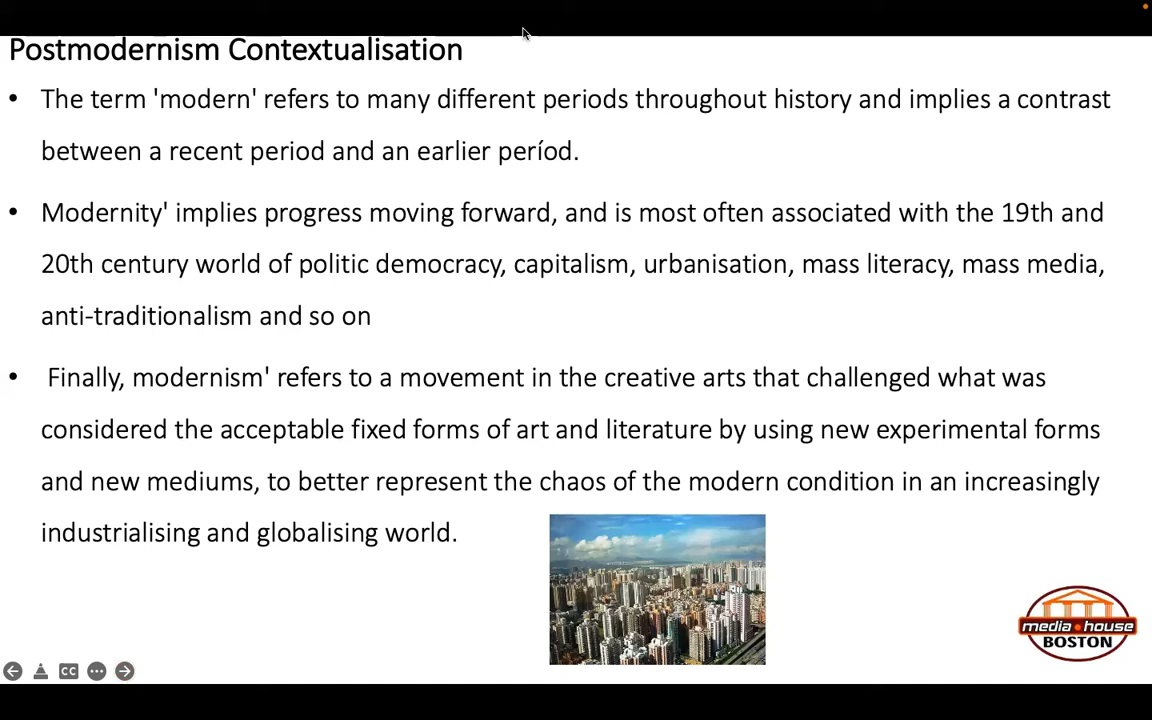 Postmodernism Contextualisation
• The term 'modern' refers to many different periods throughout history and implies a contrast
between a recent period and an earlier períod.
• Modernity' implies progress moving forward, and is most often associated with the 19th and
20th century world of politic democracy, capitalism, urbanisation, mass literacy, mass media,
anti-traditionalism and so on
• Finally, modernism' refers to a movement in the creative arts that challenged what was
considered the acceptable fixed forms of art and literature by using new experimental forms
and new mediums, to better represent the chaos of the modern condition in an increasingly
industrialising and globalising world.
media•house
BOSTON
CC